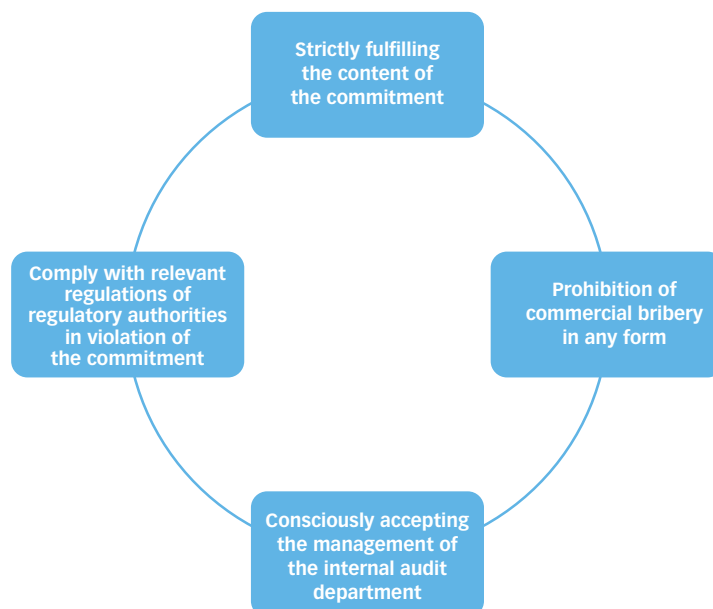 Strictly fulfilling
the content of
the commitment
Comply with relevant
regulations of
regulatory authorities
in violation of
the commitment
Prohibition of
commercial bribery
in any form
Consciously accepting
the management of
the internal audit
department